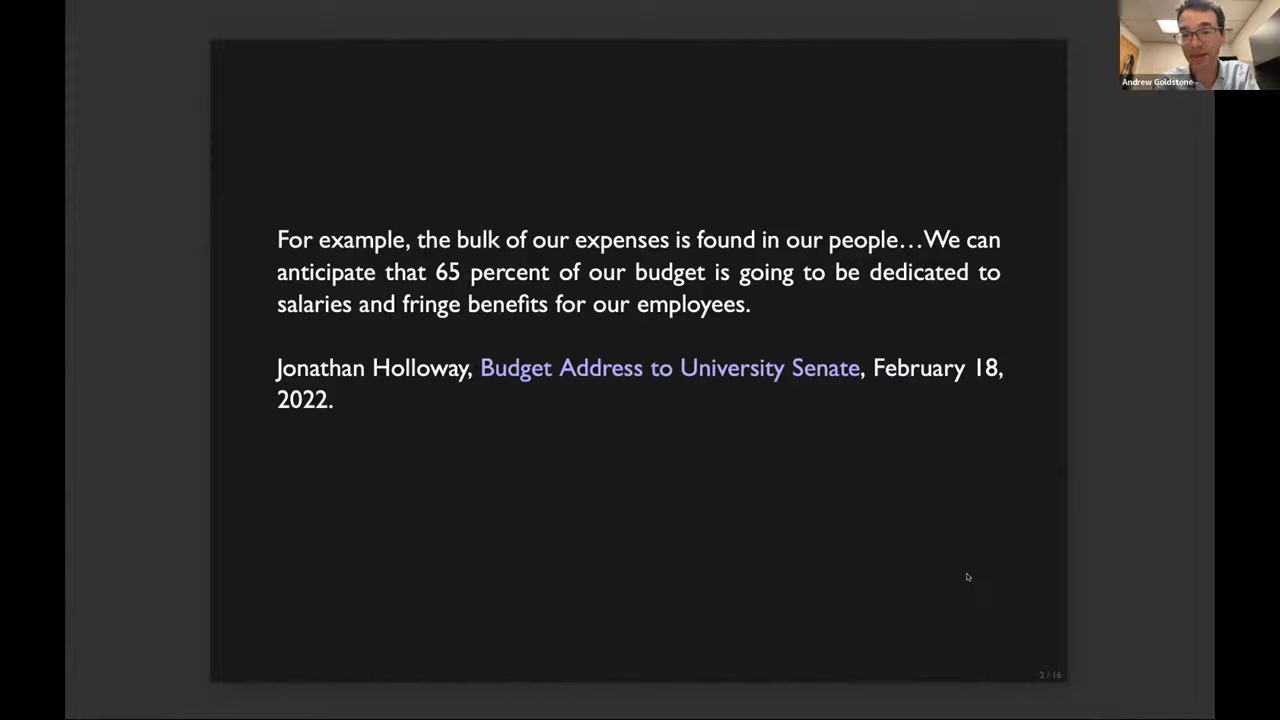 Andrew Goldstone
For example, the bulk of our expenses is found in our people…We can
anticipate that 65 percent of our budget is going to be dedicated to
salaries and fringe benefits for our employees.
Jonathan Holloway, Budget Address to University Senate, February 18,
2022.
2 / 16